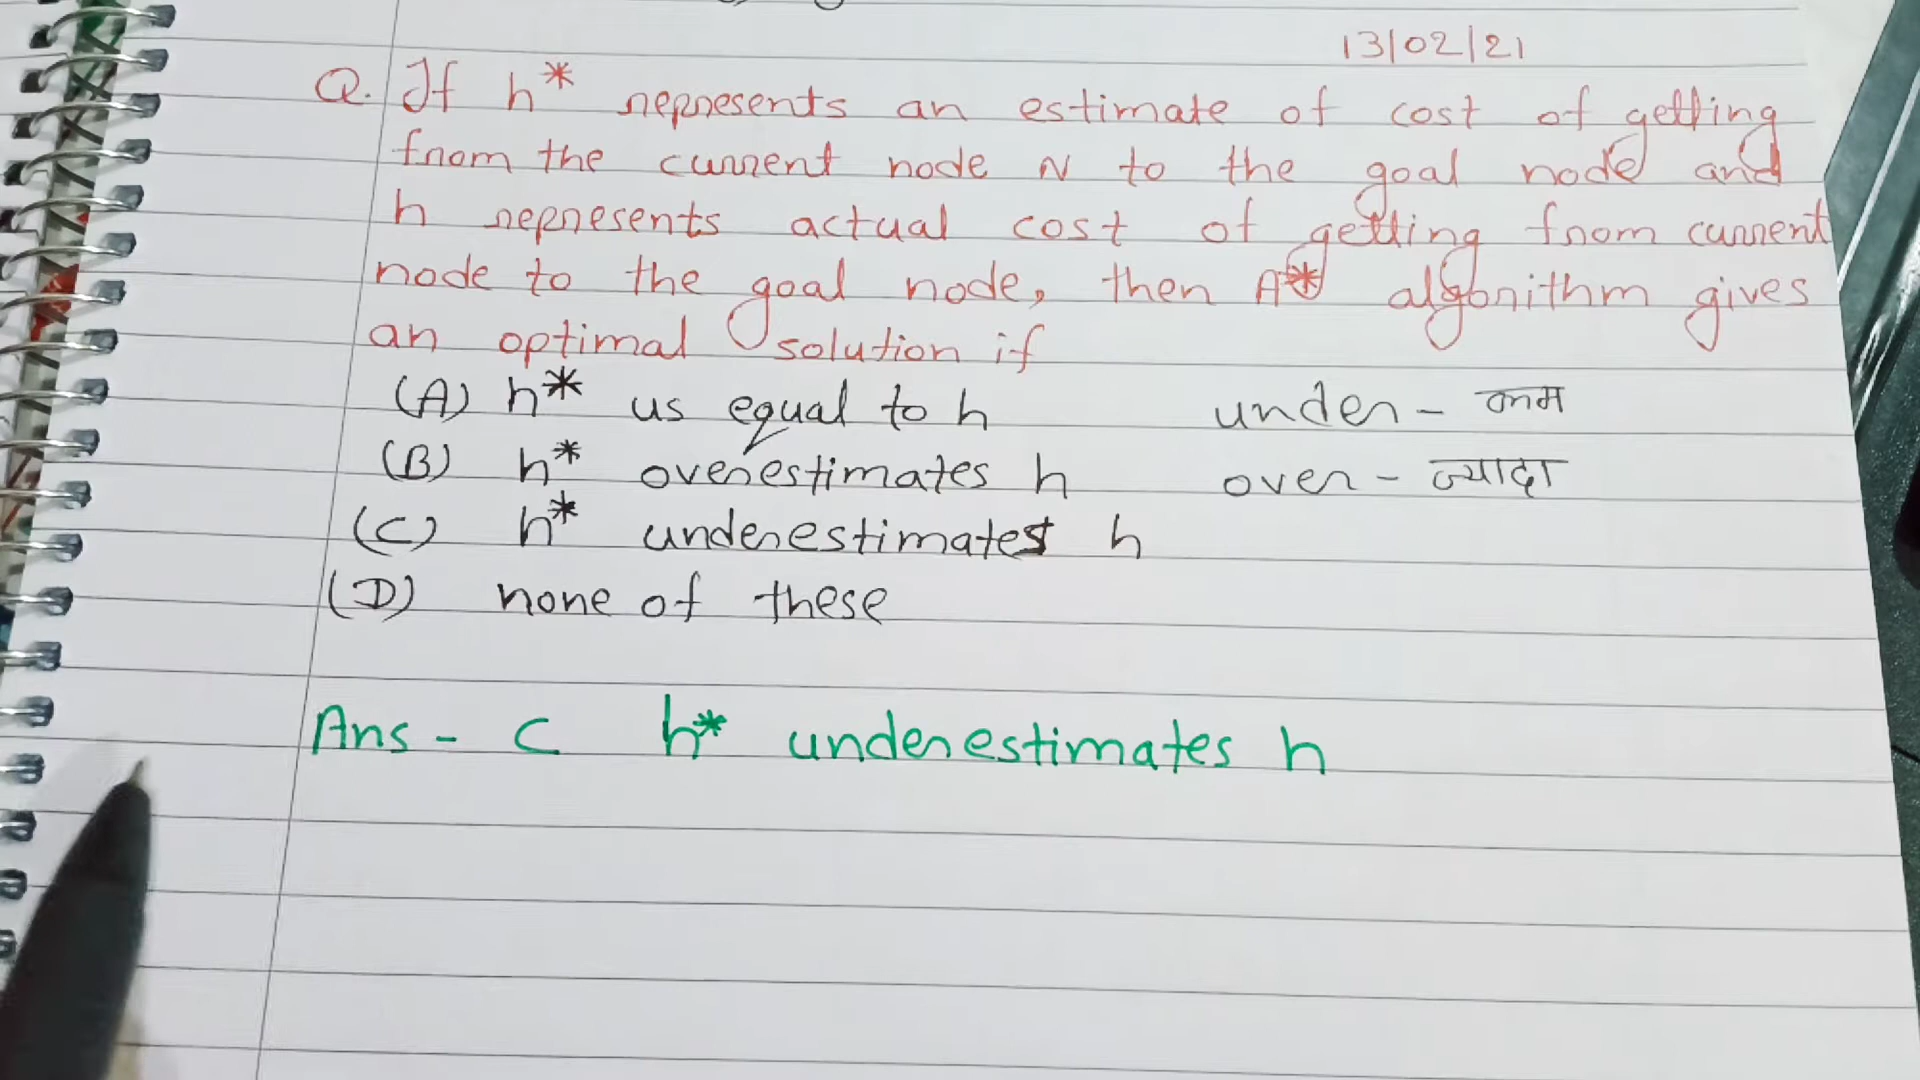 13/02/21
Q. If h* represents an estimate of cost of getting
from the current node N to the goal node and
h represents actual cost of getting from current
node to the goal node, then A* algorithm gives
an optimal solution if
(A) h* us equal to h under - कम
(B) h* overestimates h over - ज्यादा
(C) h* underestimates h
(D) none of these
Ans - C h* underestimates h